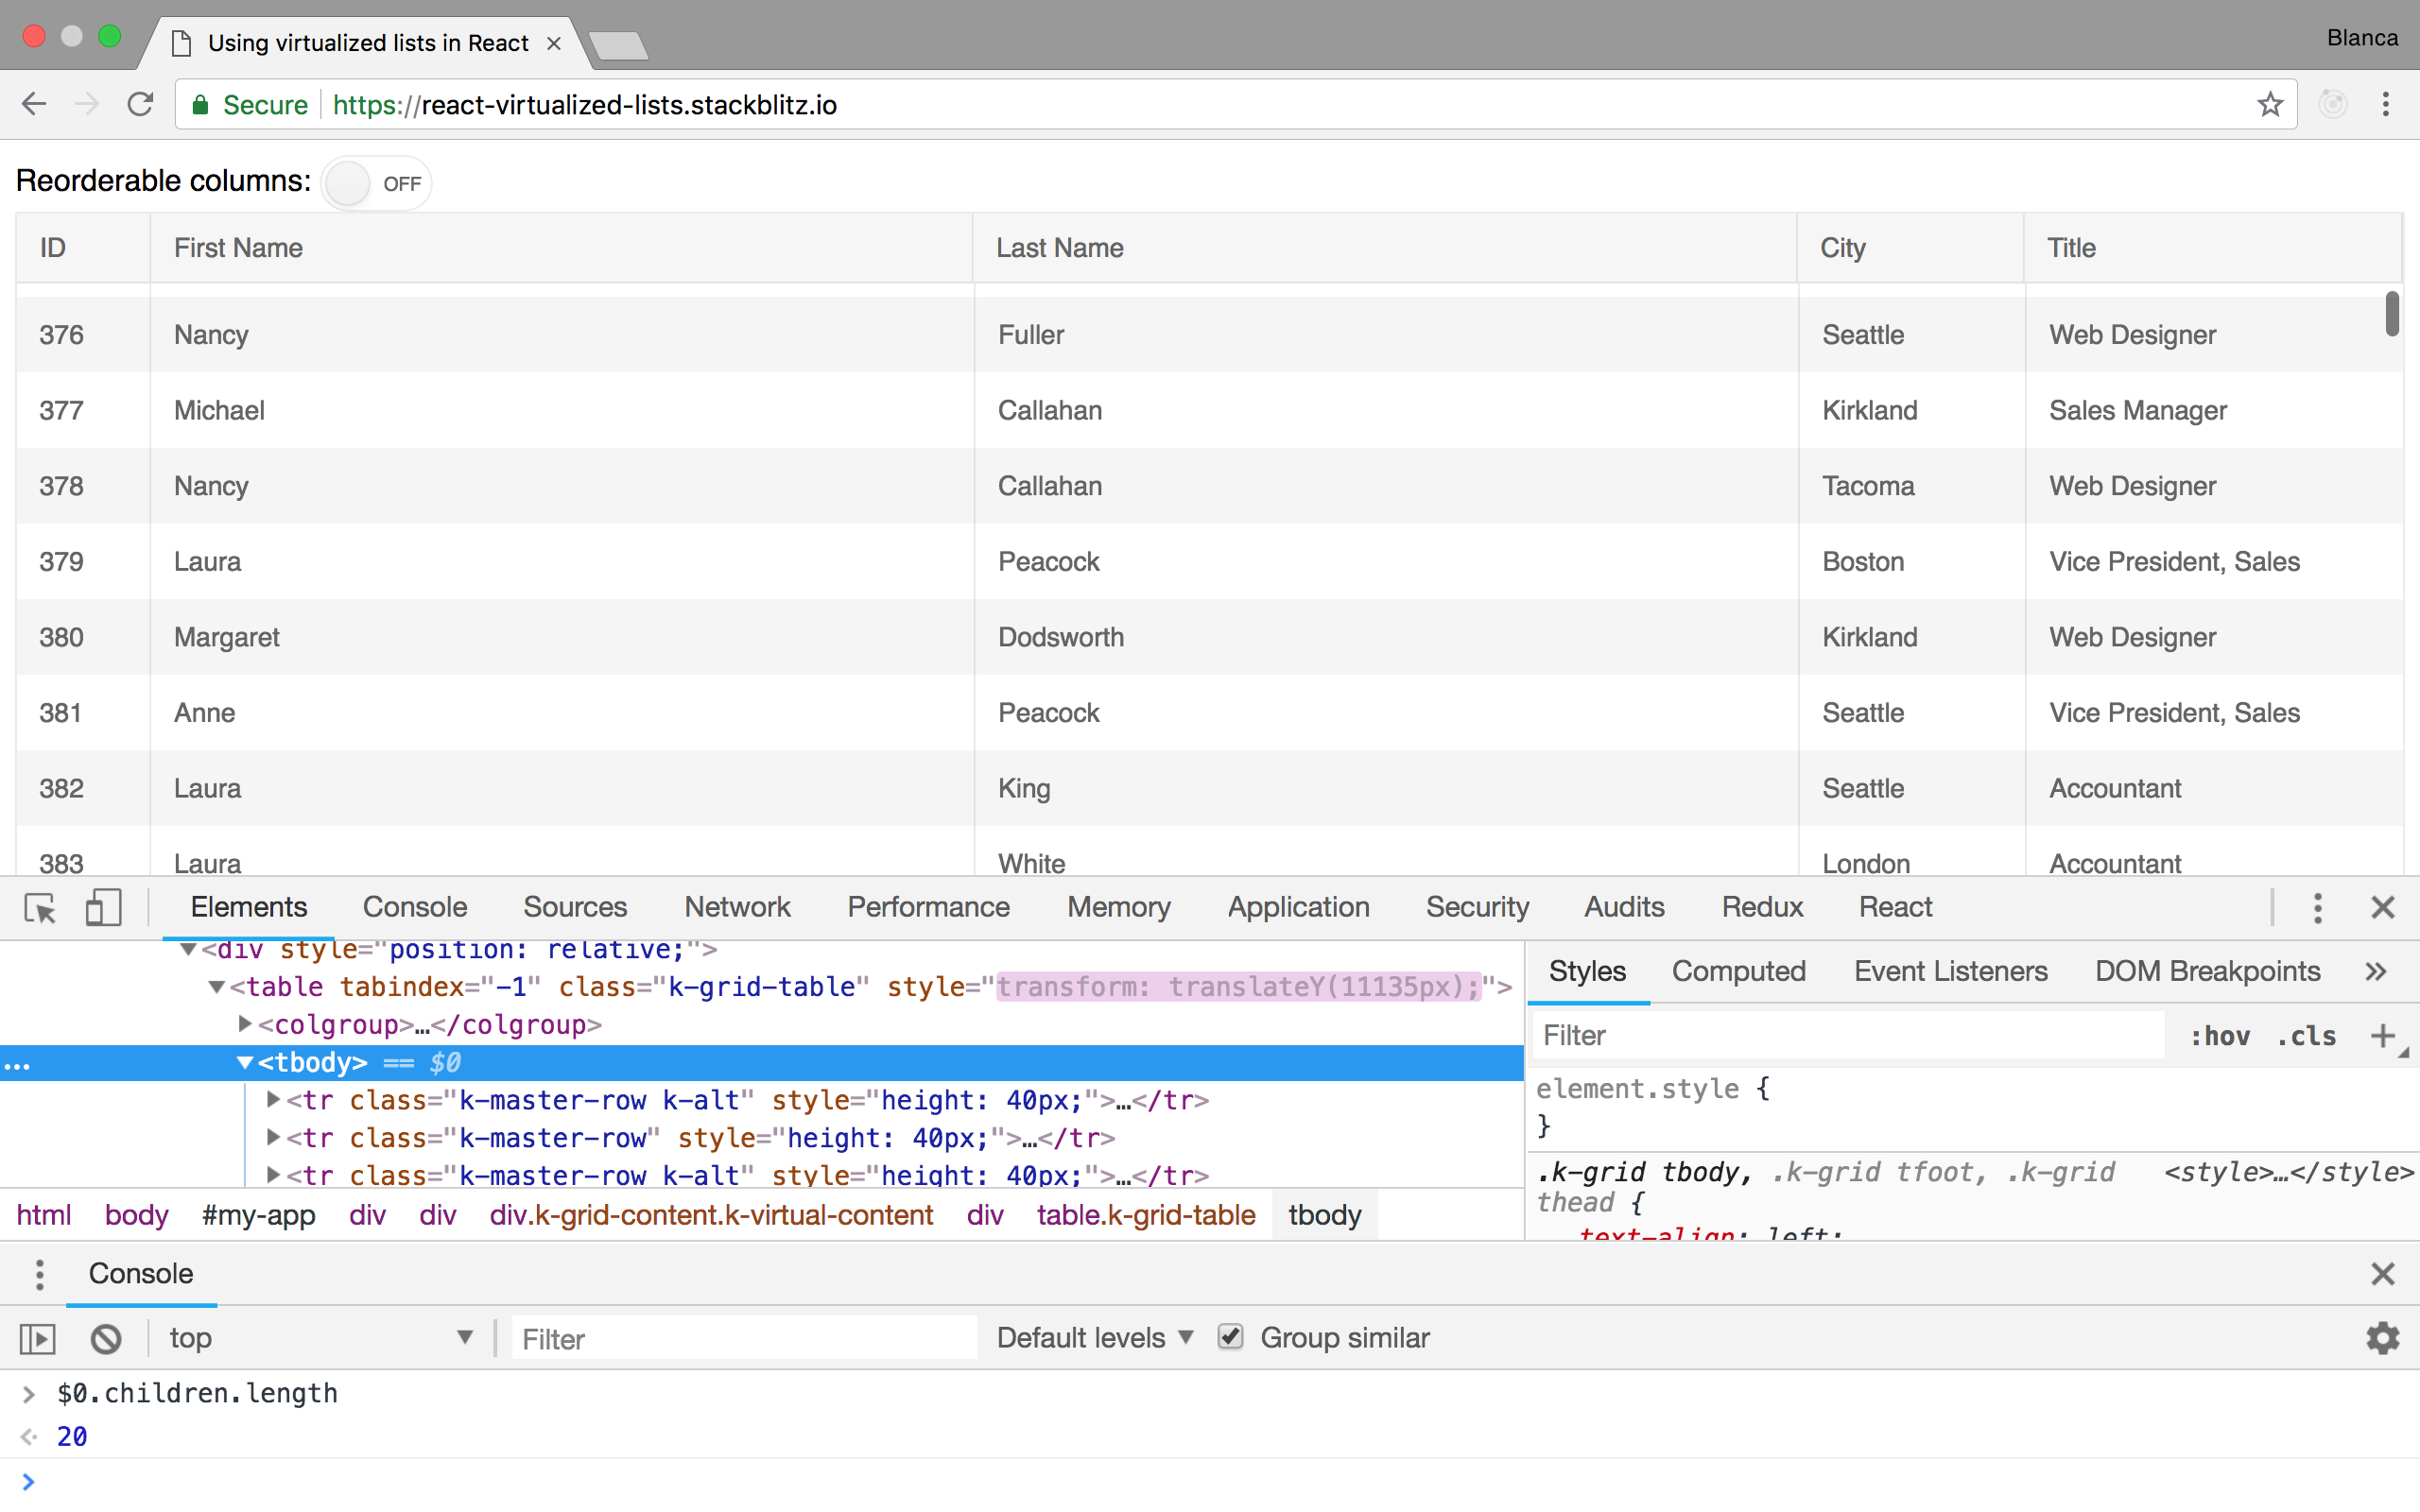 Using virtualized lists in React
Blanca
Secure https://react-virtualized-lists.stackblitz.io
Reorderable columns: OFF
ID First Name Last Name City Title
376 Nancy Fuller Seattle Web Designer
377 Michael Callahan Kirkland Sales Manager
378 Nancy Callahan Tacoma Web Designer
379 Laura Peacock Boston Vice President, Sales
380 Margaret Dodsworth Kirkland Web Designer
381 Anne Peacock Seattle Vice President, Sales
382 Laura King Seattle Accountant
383 Laura White London Accountant
Elements Console Sources Network Performance Memory Application Security Audits Redux React
▼<div style="position: relative;">
▼<table tabindex="-1" class="k-grid-table" style="transform: translateY(11135px);">
▶<colgroup>…</colgroup>
… ▼<tbody> == $0
▶<tr class="k-master-row k-alt" style="height: 40px;">…</tr>
▶<tr class="k-master-row" style="height: 40px;">…</tr>
▶<tr class="k-master-row k-alt" style="height: 40px;">…</tr>
html body #my-app div div div.k-grid-content.k-virtual-content div table.k-grid-table tbody
Styles Computed Event Listeners DOM Breakpoints »
Filter :hov .cls +
element.style {
}
.k-grid tbody, .k-grid tfoot, .k-grid <style>…</style>
thead {
text-align: left;
Console
top ▼ Filter Default levels ▼ Group similar
> $0.children.length
20
>